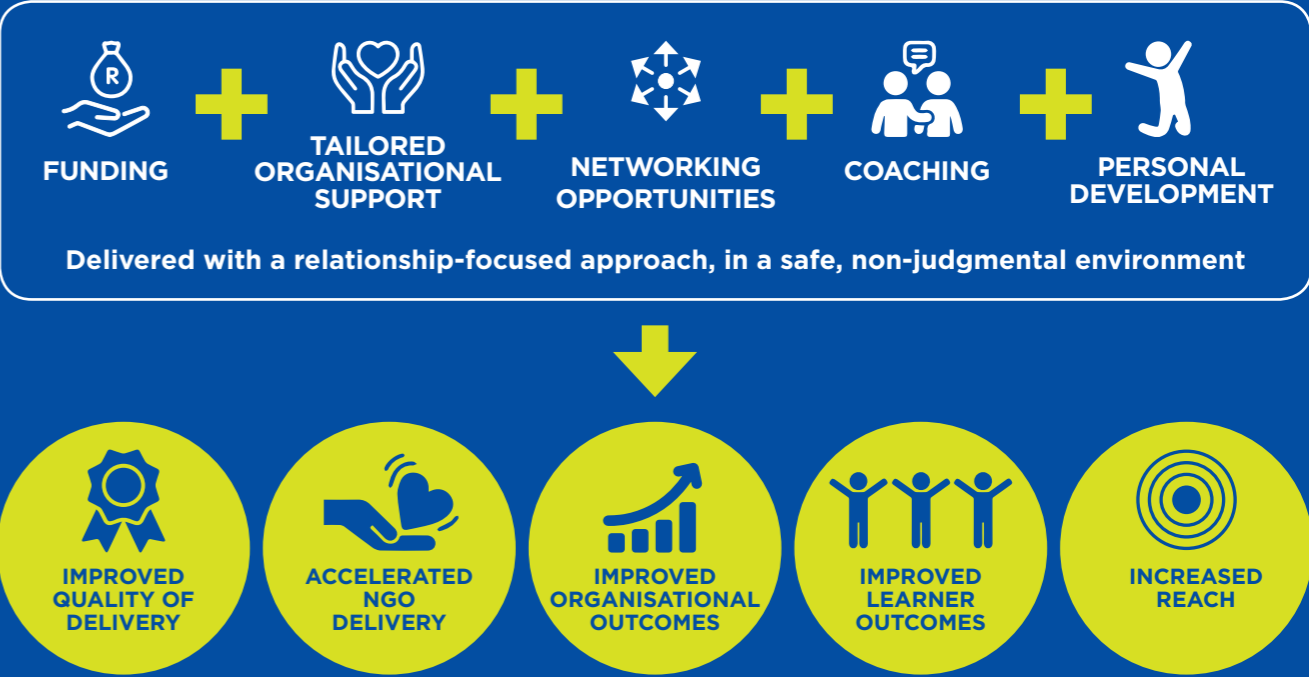 R
FUNDING
TAILORED
ORGANISATIONAL
SUPPORT
NETWORKING
OPPORTUNITIES
COACHING
PERSONAL
DEVELOPMENT
Delivered with a relationship-focused approach, in a safe, non-judgmental environment
IMPROVED
QUALITY OF
DELIVERY
ACCELERATED
NGO
DELIVERY
IMPROVED
ORGANISATIONAL
OUTCOMES
IMPROVED
LEARNER
OUTCOMES
INCREASED
REACH